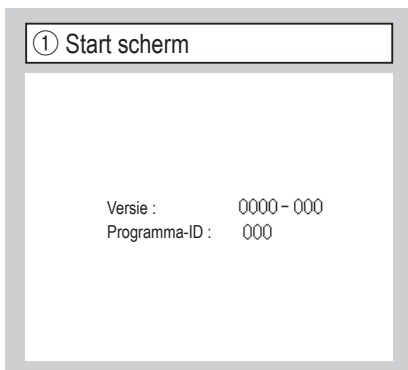 ① Start scherm
Versie : 0000-000
Programma-ID : 000